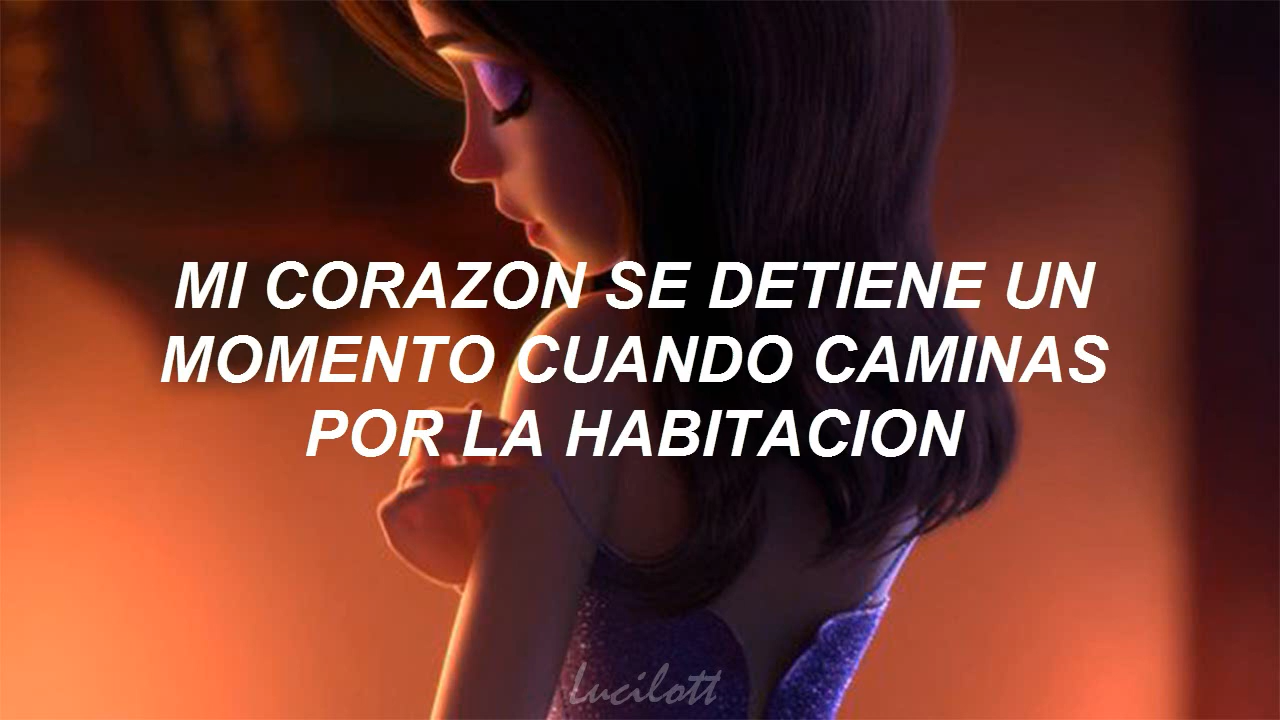 MI CORAZON SE DETIENE UN
MOMENTO CUANDO CAMINAS
POR LA HABITACION
Lucilott